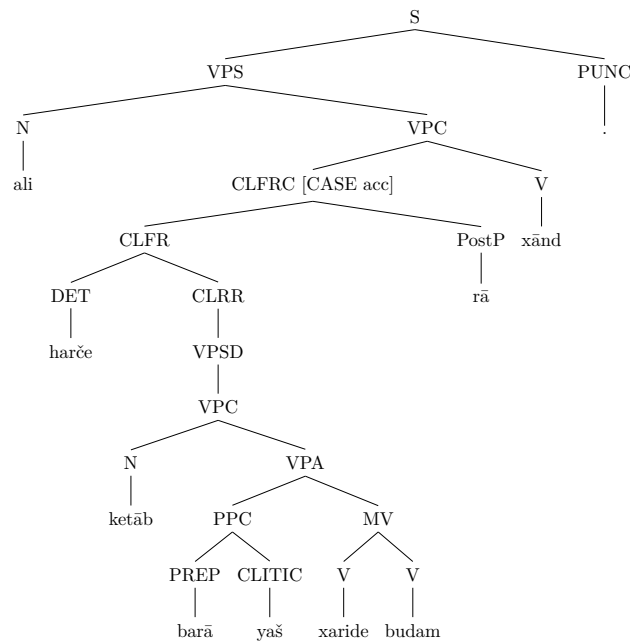 S
VPS PUNC
N VPC .
ali CLFRC [CASE acc] V
CLFR PostP xānd
DET CLRR rā
harče VPSD
VPC
N VPA
ketāb PPC MV
PREP CLITIC V V
barā yaš xaride budam